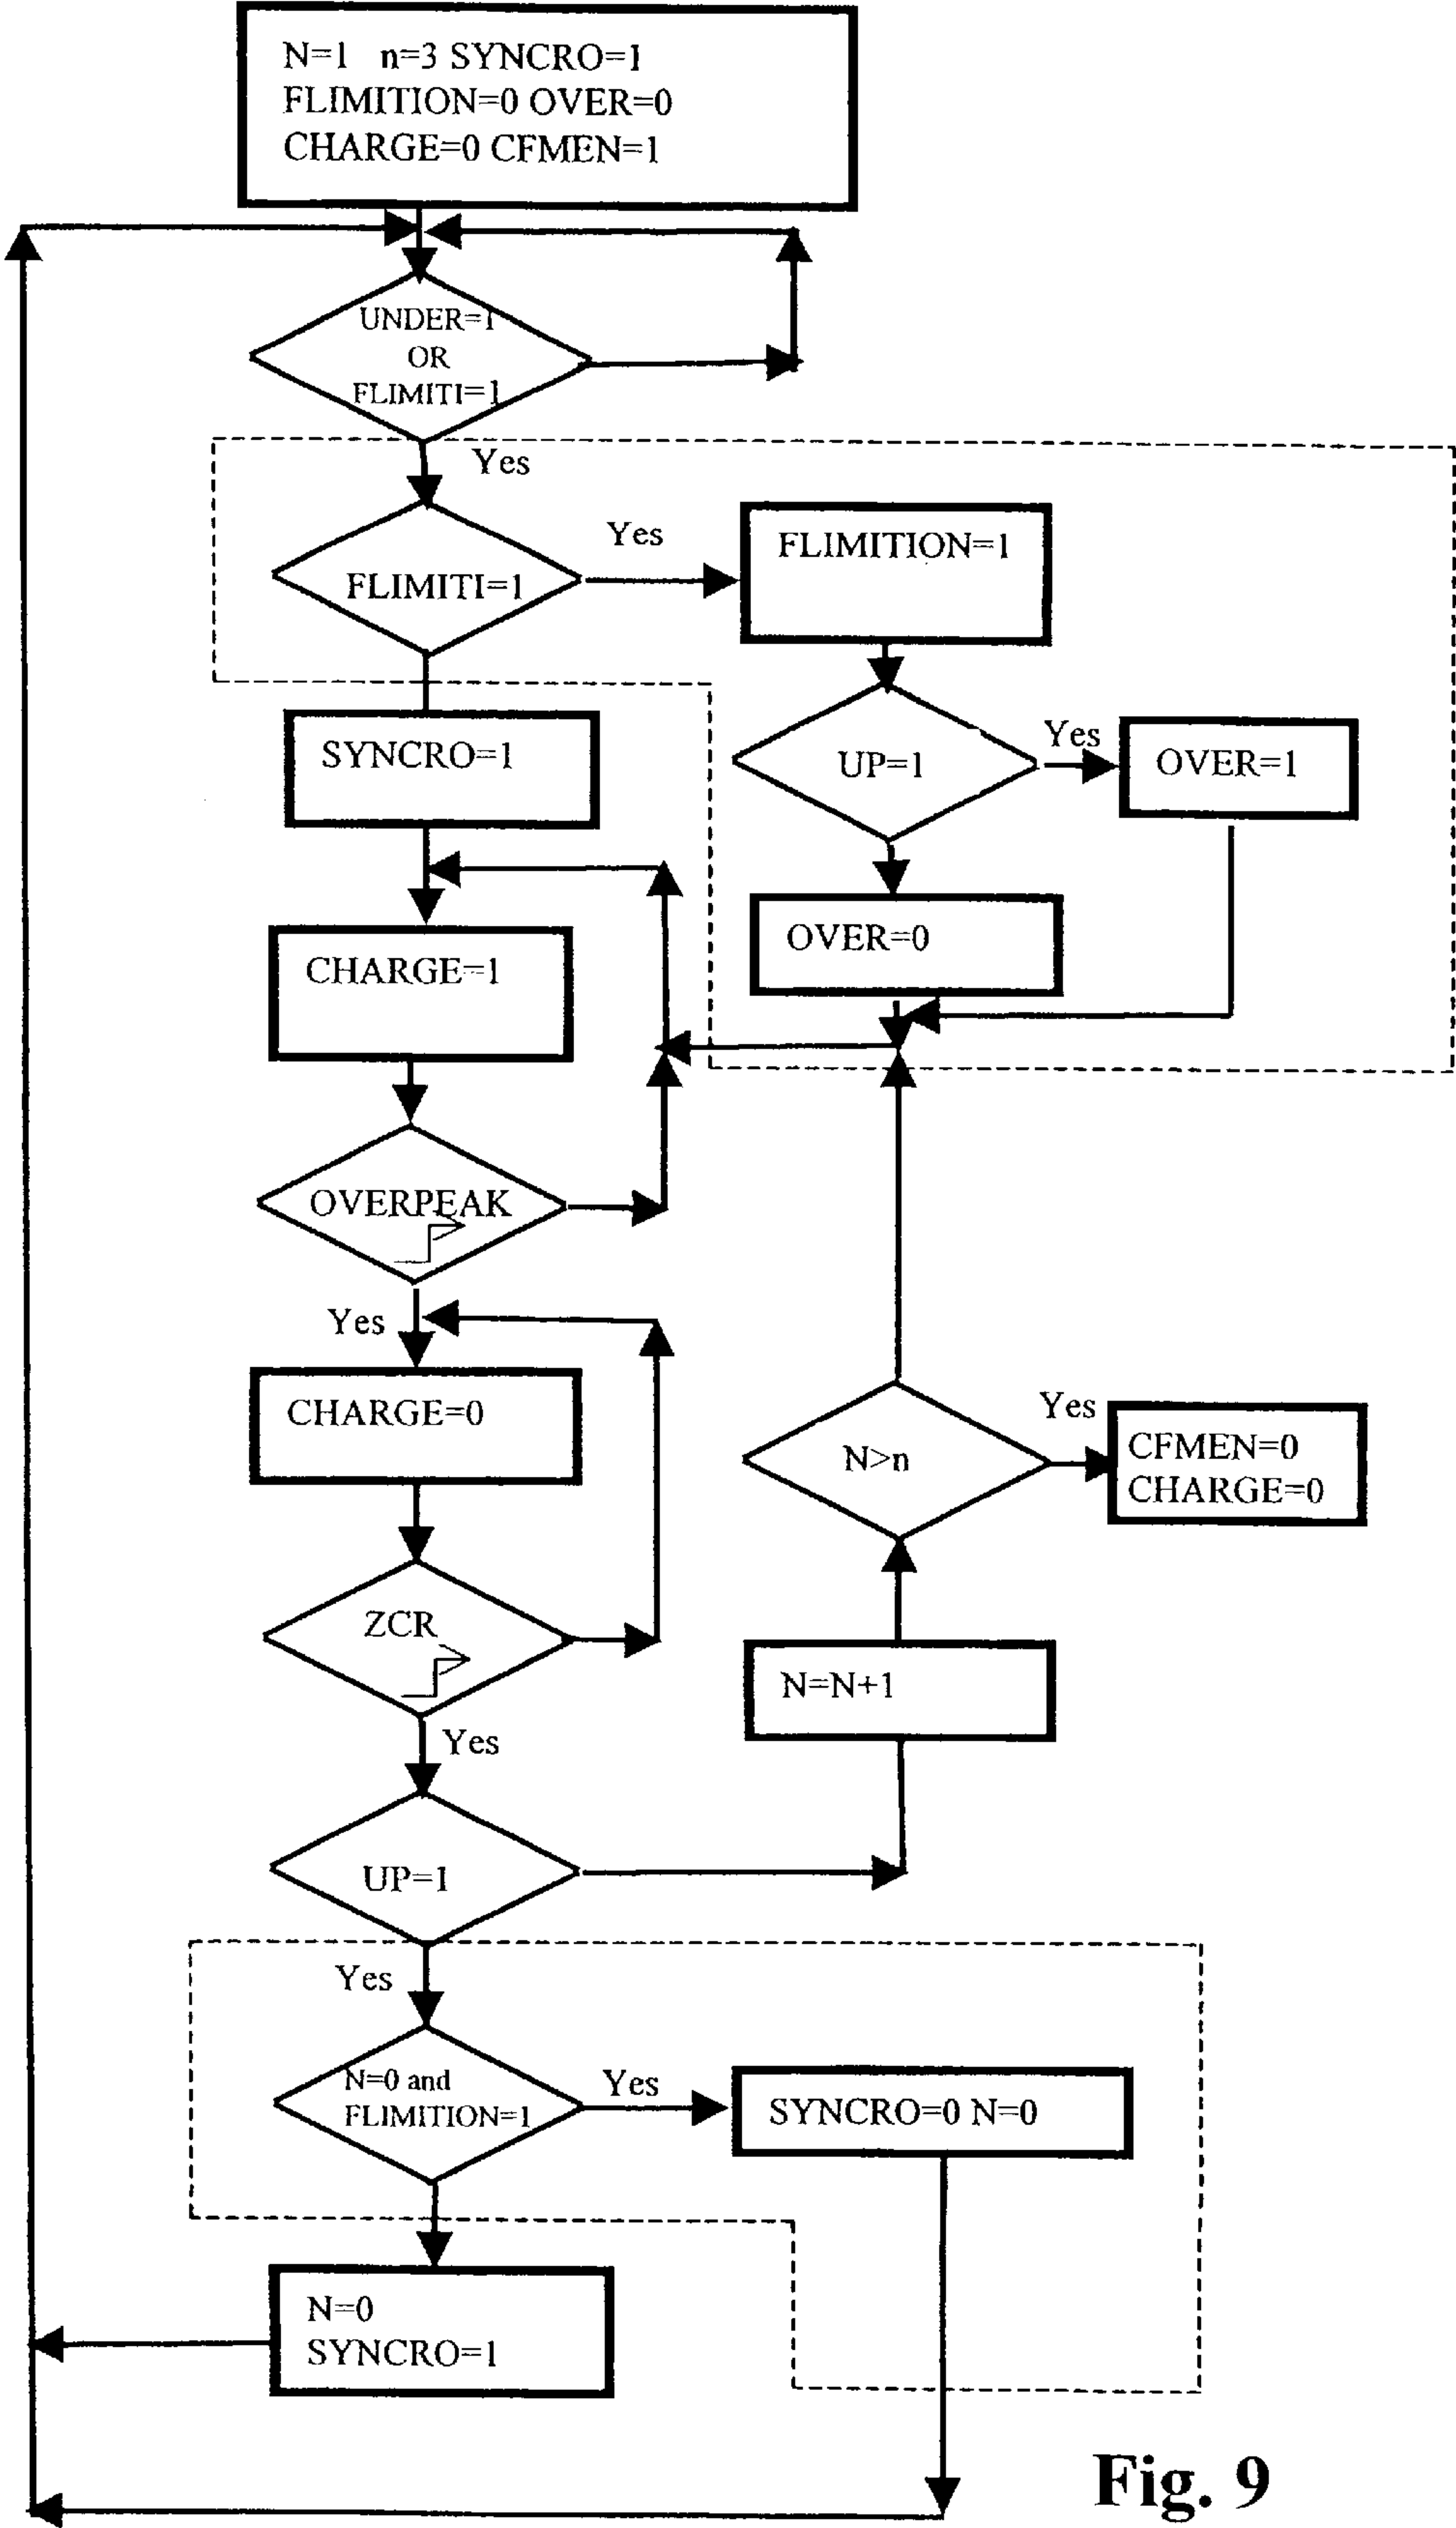 N=1 n=3 SYNCRO=1
FLIMITION=0 OVER=0
CHARGE=0 CFMEN=1
UNDER=1
OR
FLIMITI=1
Yes
FLIMITI=1
Yes
FLIMITION=1
SYNCRO=1
UP=1
Yes
OVER=1
OVER=0
CHARGE=1
OVERPEAK
Yes
CHARGE=0
N>n
Yes
CFMEN=0
CHARGE=0
ZCR
Yes
N=N+1
UP=1
Yes
N=0 and
FLIMITION=1
Yes
SYNCRO=0 N=0
N=0
SYNCRO=1
Fig. 9